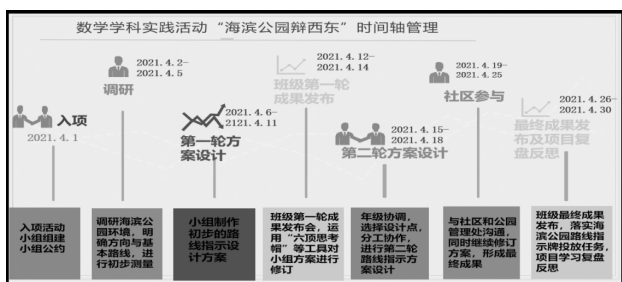 数学学科实践活动“海滨公园辩西东”时间轴管理
入项
2021.4.1
2021.4.2-
2021.4.5
调研
2021.4.6-
2121.4.11
第一轮方
案设计
2021.4.12-
2021.4.14
班级第一轮
成果发布
2021.4.15-
2021.4.18
第二轮方案设计
2021.4.19-
2021.4.25
社区参与
2021.4.26-
2021.4.30
最终成果发
布及项目复
盘反思
入项活动
小组组建
小组公约
调研海滨公
园环境，明
确方向与基
本路线，进
行初步测量
小组制作
初步的路
线指示设
计方案
班级第一轮成
果发布会，运
用“六顶思考
帽”等工具对
小组方案进行
修订
年级协调，
选择设计点，
分工协作，
进行第二轮
路线指示方
案设计
与社区和公园
管理处沟通，
同时继续修订
方案，形成最
终成果
班级最终成果
发布，落实海
滨公园路线指
示牌投放任务，
项目学习复盘
反思